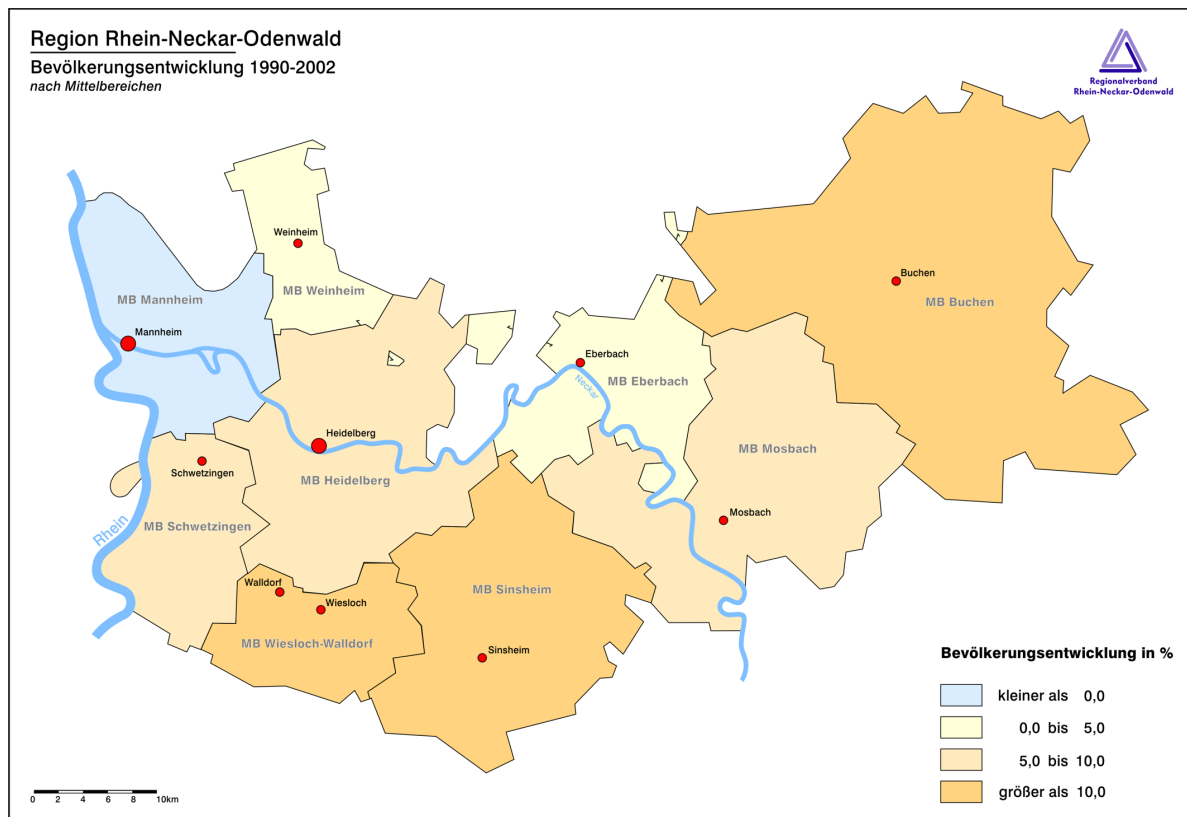 Region Rhein-Neckar-Odenwald
Bevölkerungsentwicklung 1990-2002
nach Mittelbereichen
Regionalverband
Rhein-Neckar-Odenwald
Weinheim
MB Weinheim
MB Mannheim
Mannheim
Buchen
MB Buchen
Eberbach
MB Eberbach
Neckar
Heidelberg
MB Heidelberg
MB Mosbach
Mosbach
Schwetzingen
MB Schwetzingen
Rhein
Walldorf
Wiesloch
MB Wiesloch-Walldorf
MB Sinsheim
Sinsheim
Bevölkerungsentwicklung in %
kleiner als 0,0
0,0 bis 5,0
5,0 bis 10,0
größer als 10,0
0 2 4 6 8 10km